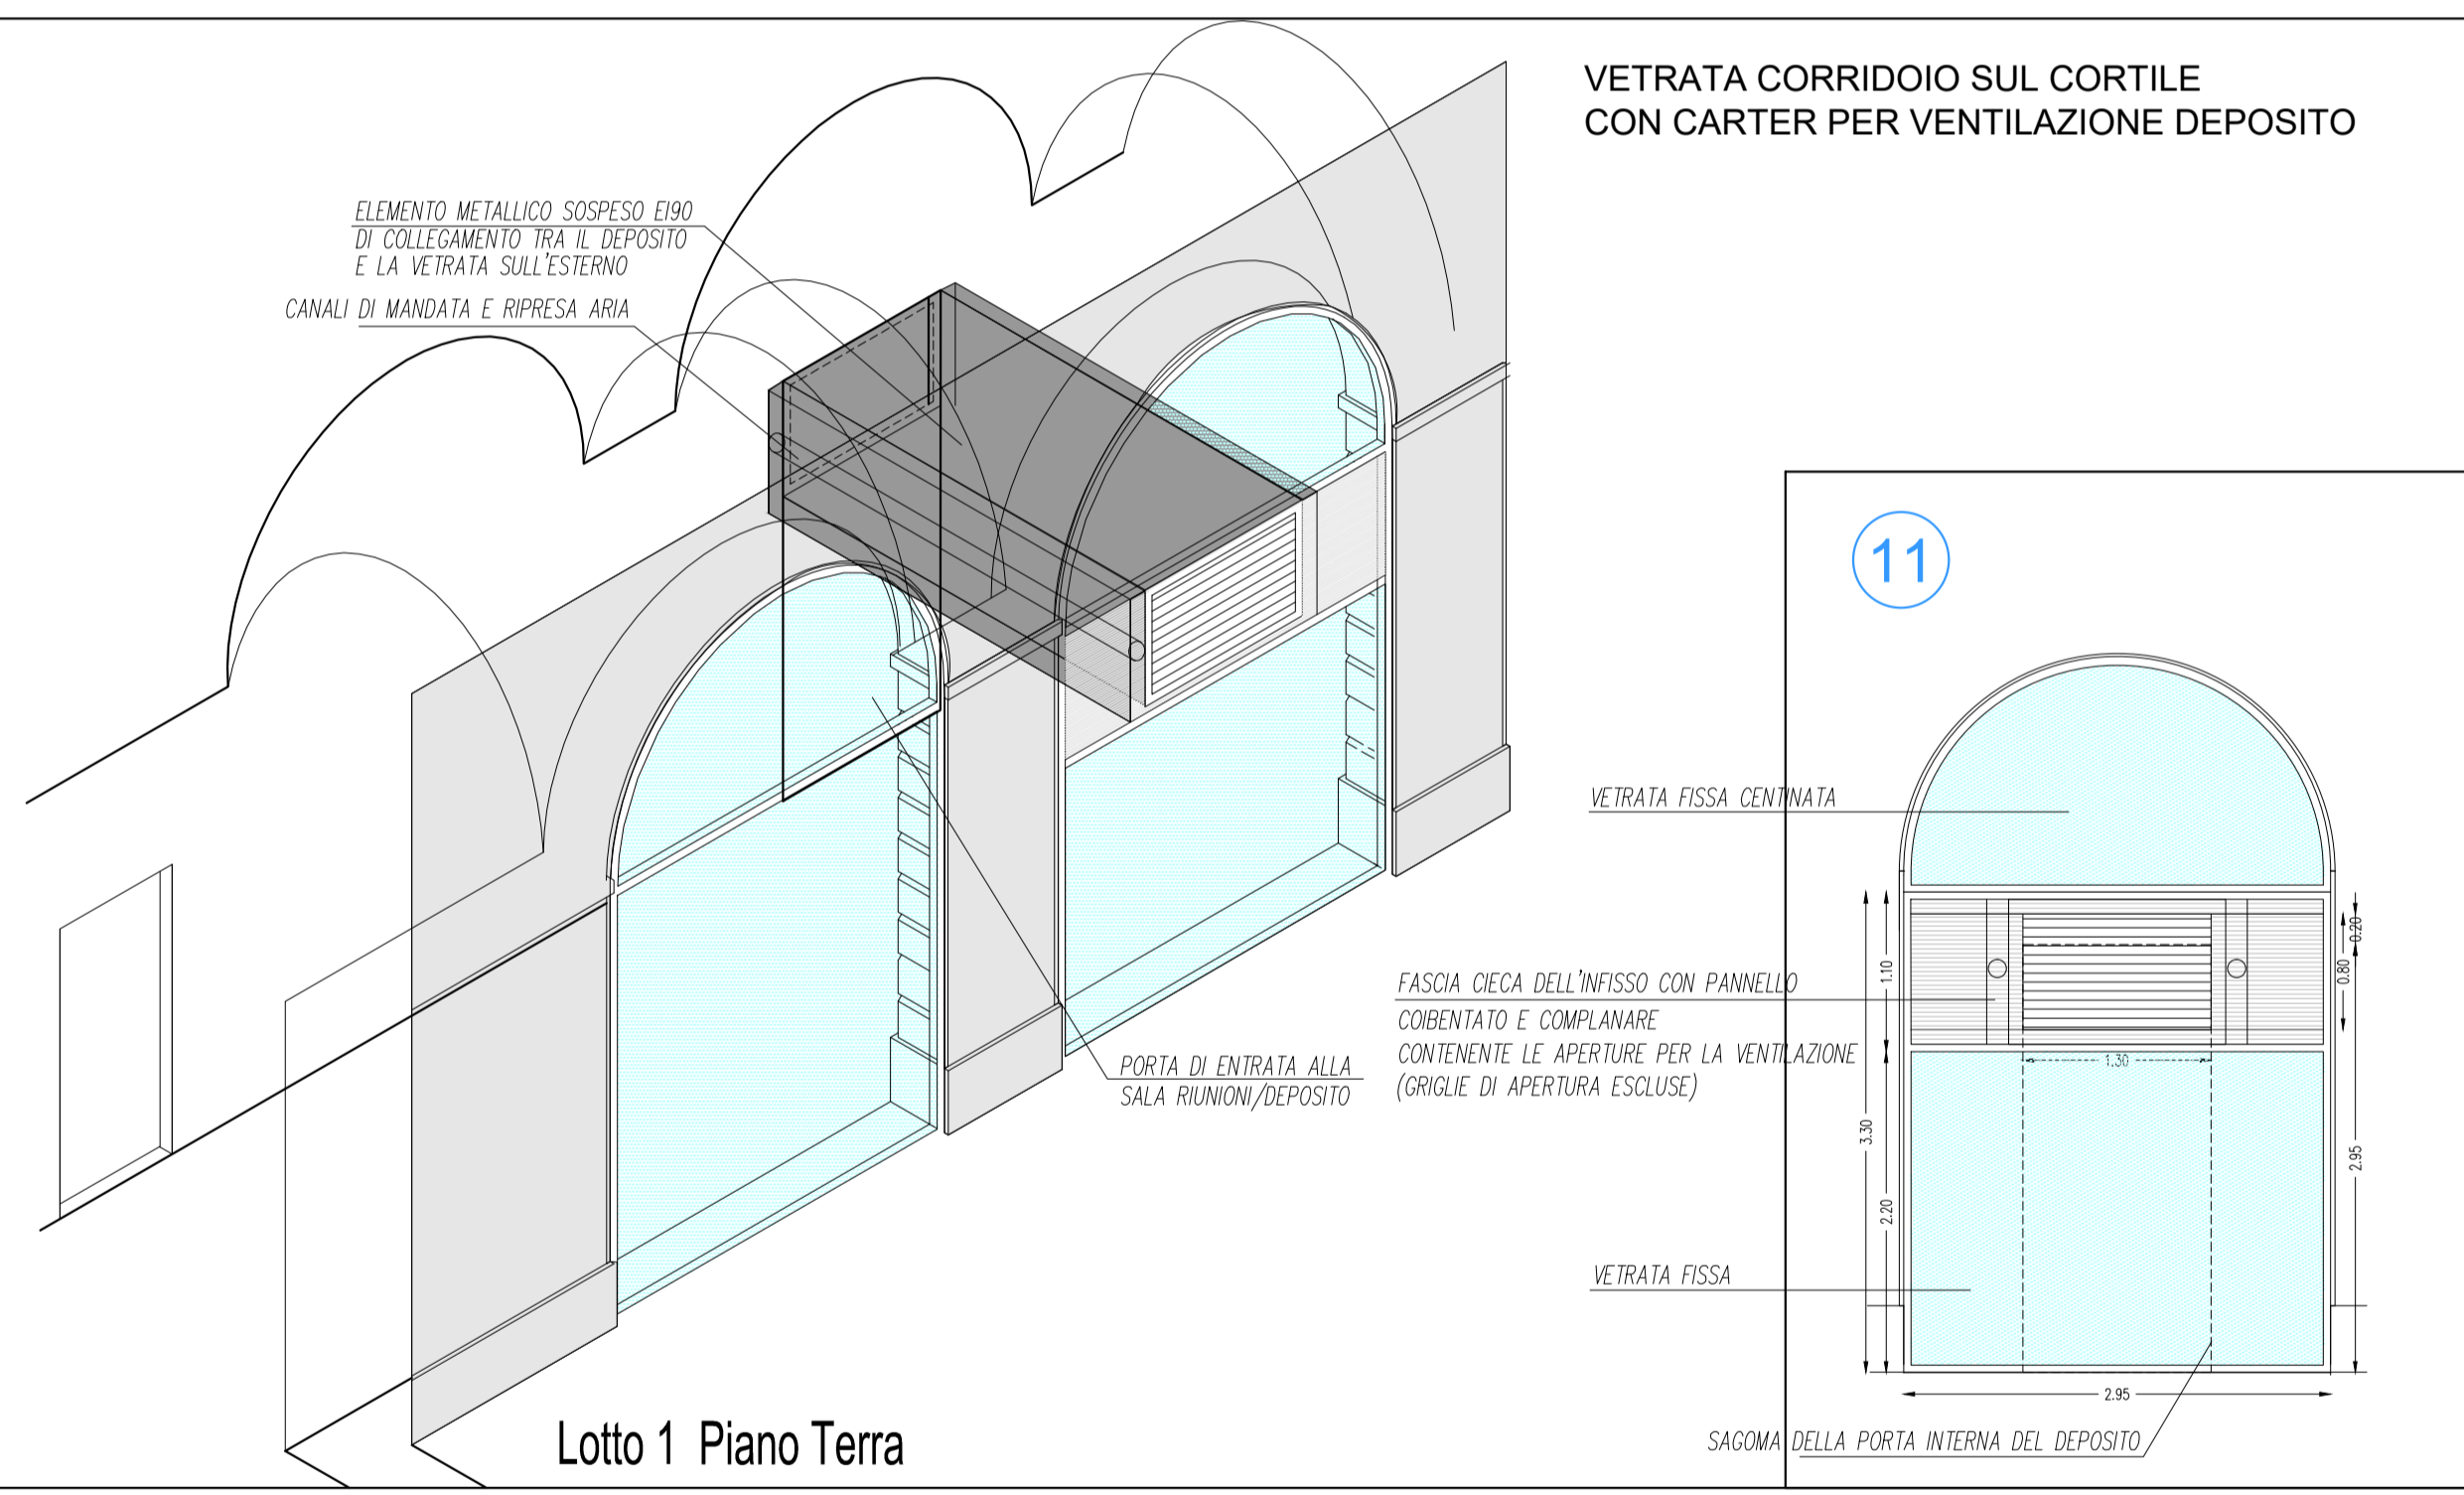 VETRATA CORRIDOIO SUL CORTILE
CON CARTER PER VENTILAZIONE DEPOSITO
ELEMENTO METALLICO SOSPESO EI90
DI COLLEGAMENTO TRA IL DEPOSITO
E LA VETRATA SULL'ESTERNO
CANALI DI MANDATA E RIPRESA ARIA
11
VETRATA FISSA CENTINATA
FASCIA CIECA DELL'INFISSO CON PANNELLO
COIBENTATO E COMPLANARE
CONTENENTE LE APERTURE PER LA VENTILAZIONE
(GRIGLIE DI APERTURA ESCLUSE)
PORTA DI ENTRATA ALLA
SALA RIUNIONI/DEPOSITO
1.10
0.20
0.80
1.30
3.30
2.20
2.95
VETRATA FISSA
2.95
SAGOMA DELLA PORTA INTERNA DEL DEPOSITO
Lotto 1 Piano Terra